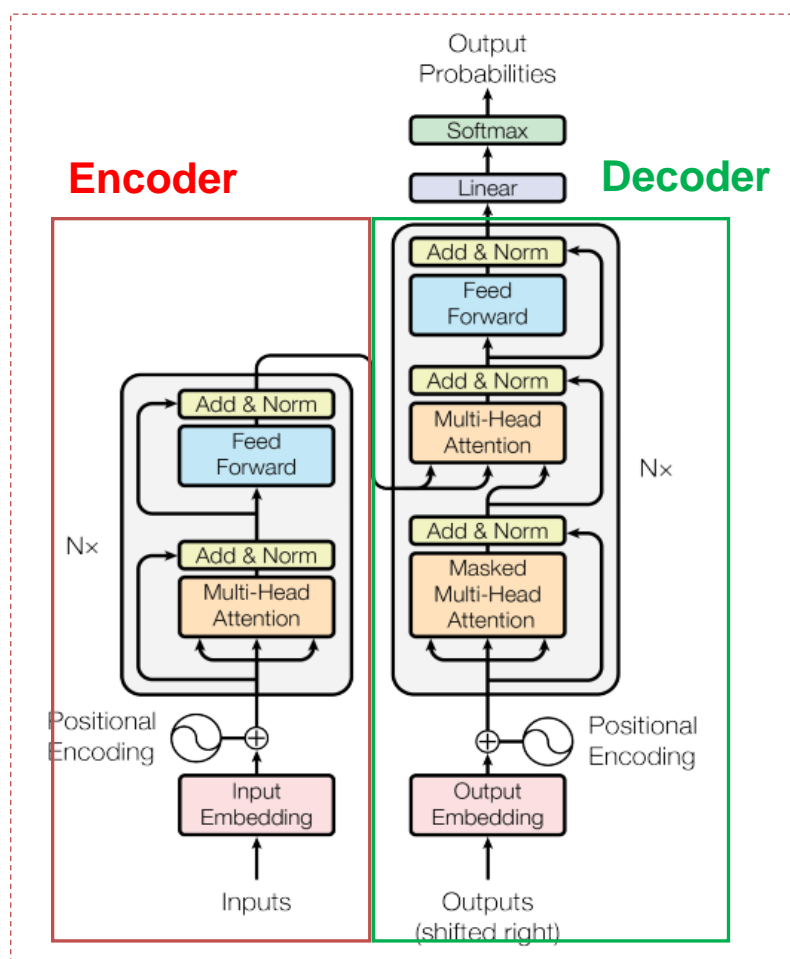 Output
Probabilities
Softmax
Linear
Encoder
Decoder
Add & Norm
Feed
Forward
Add & Norm
Multi-Head
Attention
Nx
Add & Norm
Masked
Multi-Head
Attention
Add & Norm
Feed
Forward
Nx
Add & Norm
Multi-Head
Attention
Positional
Encoding
Positional
Encoding
Input
Embedding
Output
Embedding
Inputs
Outputs
(shifted right)